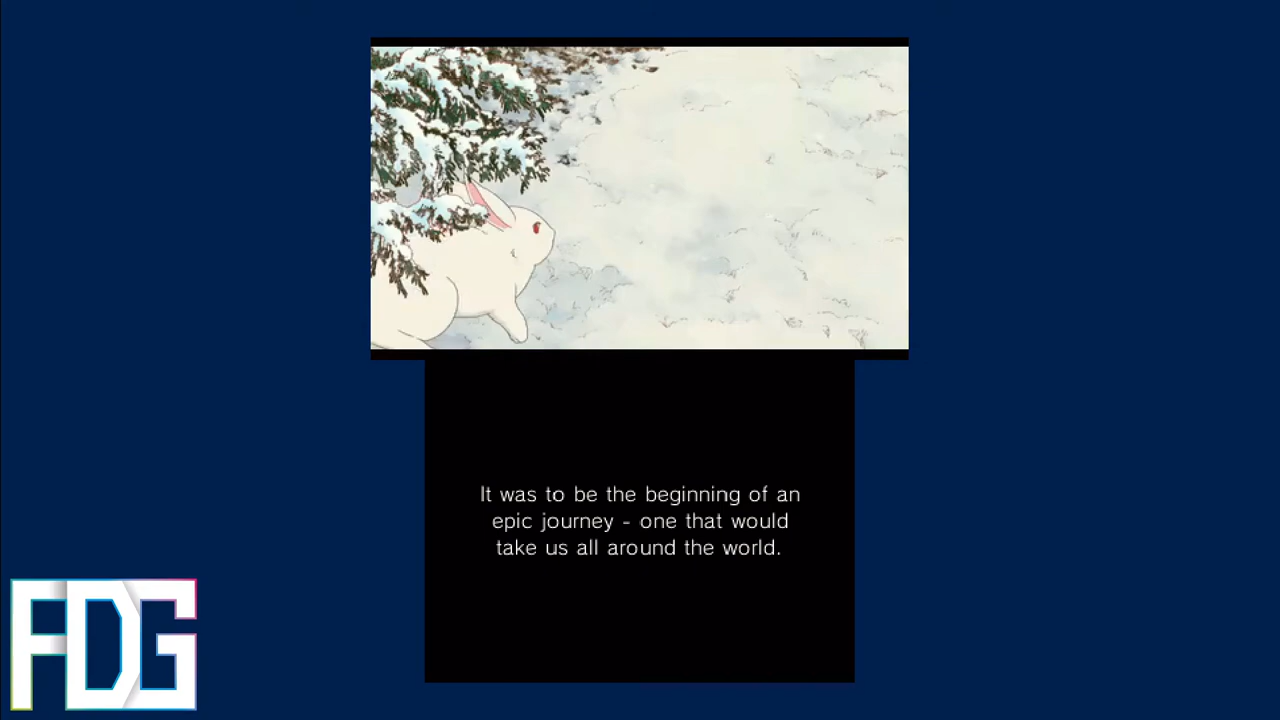 It was to be the beginning of an
epic journey - one that would
take us all around the world.
FDG